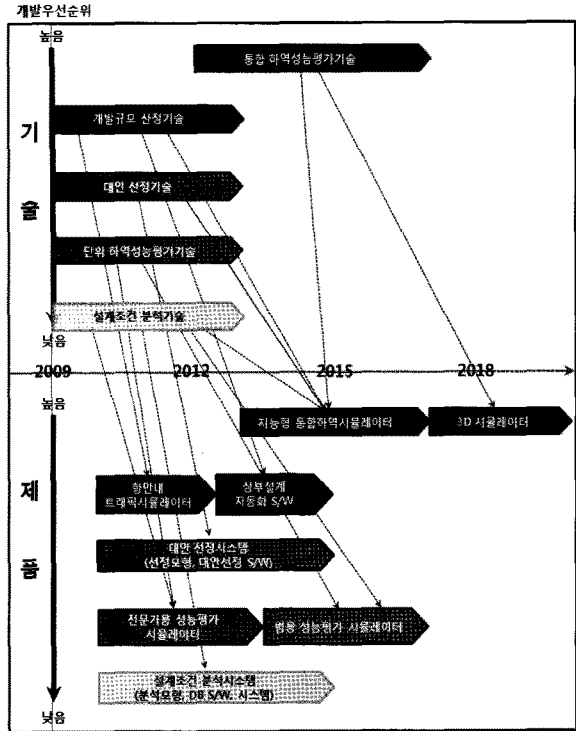 개발우선순위
높음
통합 하역성능평가기술
기
개발규모 산정기술
대안 산정기술
술
단위 하역성능평가기술
설계조건 분석기술
낮음
2009 2012 2015 2018
높음
지능형 통합하역시뮬레이터
3D 시뮬레이터
제
항만내
트래픽시뮬레이터
상부설계
자동화 S/W
대안 선정시스템
(선정모형, 대안선정 S/W)
품
전문가용 성능평가
시뮬레이터
범용 성능평가 시뮬레이터
설계조건 분석시스템
(분석모형, DB S/W, 시스템)
낮음